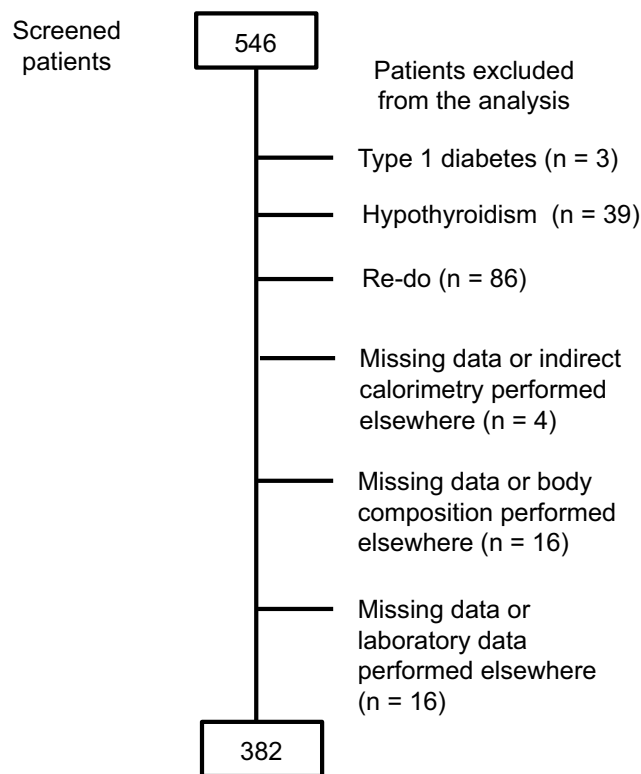 Screened
patients
546
Patients excluded
from the analysis
Type 1 diabetes (n = 3)
Hypothyroidism (n = 39)
Re-do (n = 86)
Missing data or indirect
calorimetry performed
elsewhere (n = 4)
Missing data or body
composition performed
elsewhere (n = 16)
Missing data or
laboratory data
performed elsewhere
(n = 16)
382